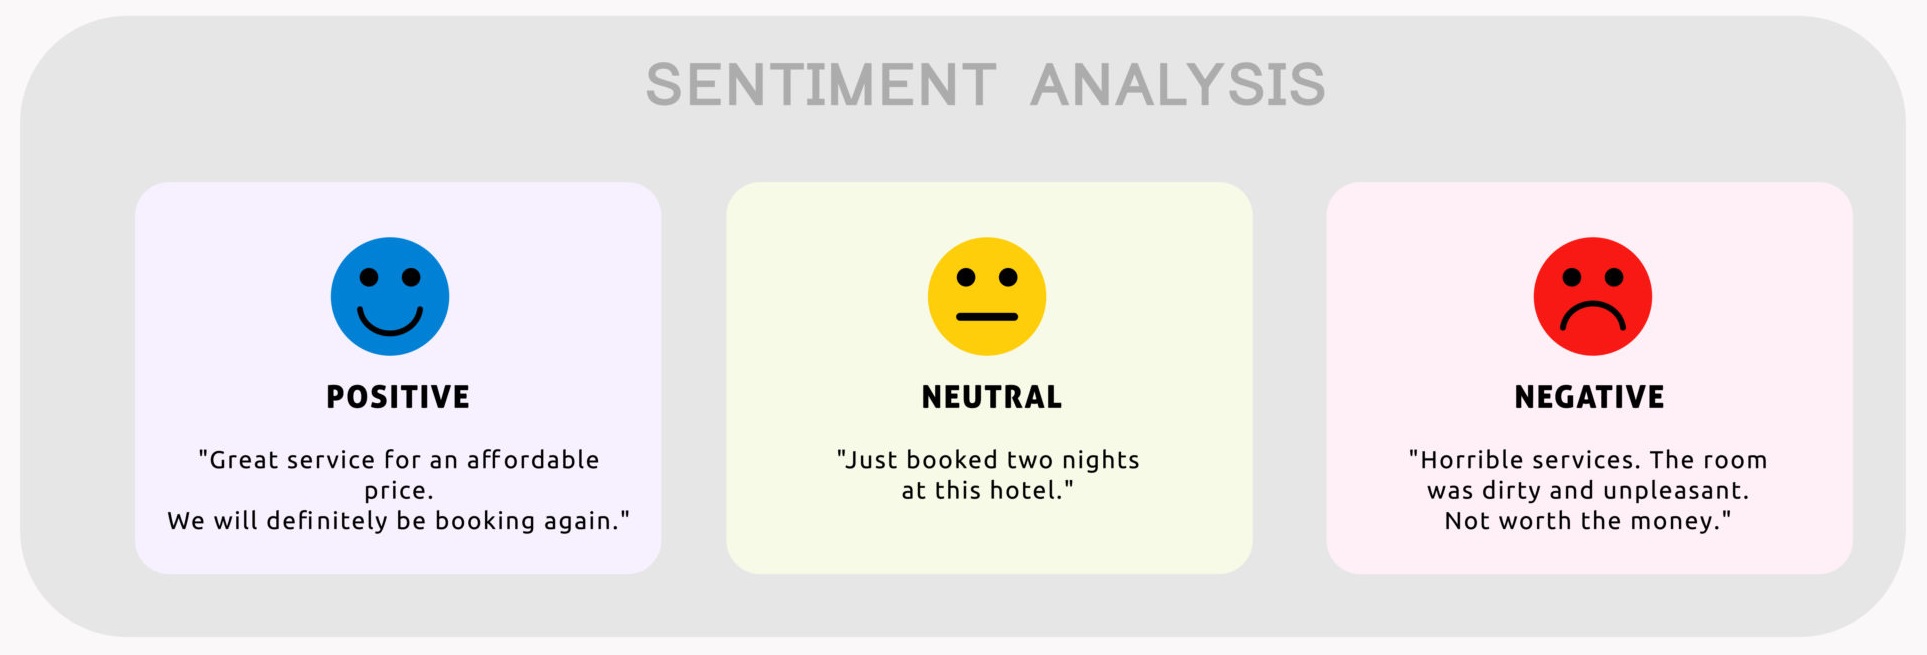 SENTIMENT ANALYSIS
POSITIVE
"Great service for an affordable
price.
We will definitely be booking again."
NEUTRAL
"Just booked two nights
at this hotel."
NEGATIVE
"Horrible services. The room
was dirty and unpleasant.
Not worth the money."